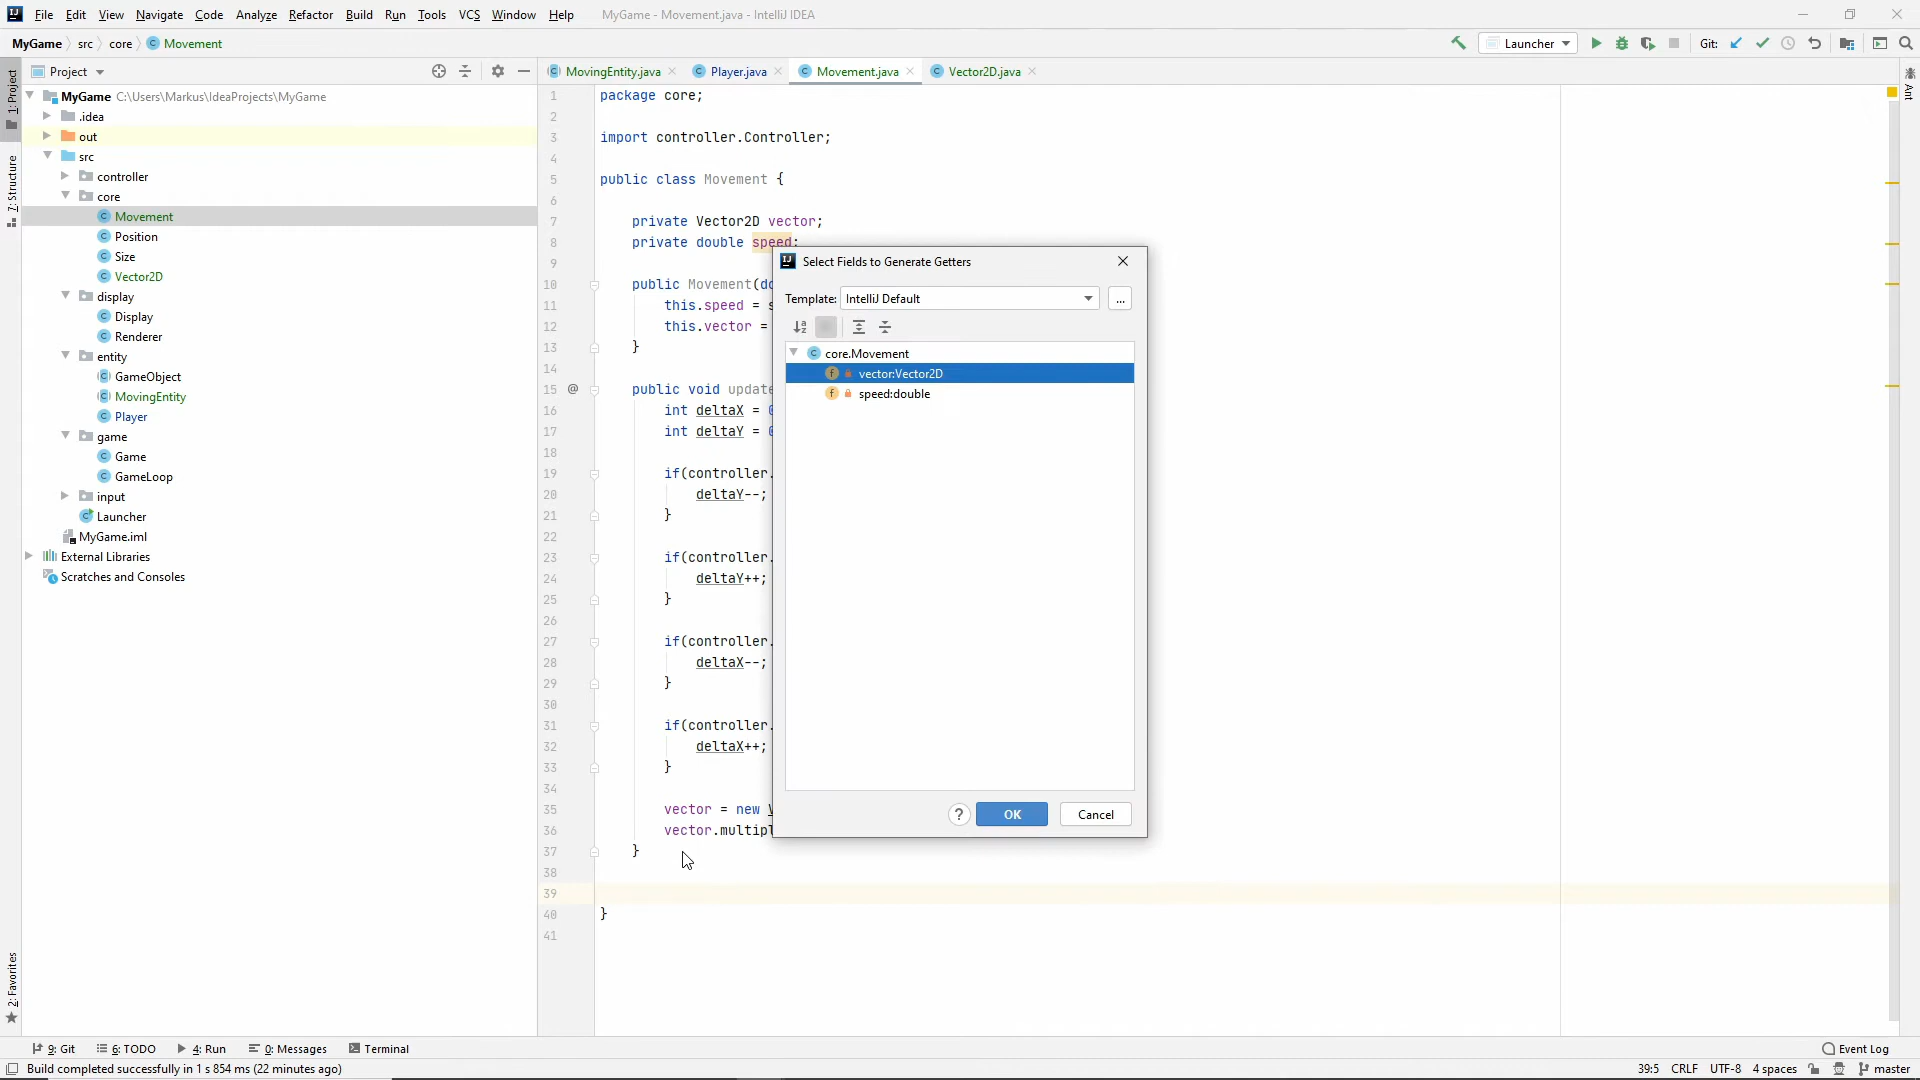 File Edit View Navigate Code Analyze Refactor Build Run Tools VCS Window Help MyGame - Movement.java - IntelliJ IDEA
MyGame src core Movement Launcher Git:
Project
MovingEntity.java Player.java Movement.java Vector2D.java
1: Project
7: Structure
2: Favorites
Ant
MyGame C:\Users\Markus\IdeaProjects\MyGame
.idea
out
src
controller
core
Movement
Position
Size
Vector2D
display
Display
Renderer
entity
GameObject
MovingEntity
Player
game
Game
GameLoop
input
Launcher
MyGame.iml
External Libraries
Scratches and Consoles
1 package core;
2
3 import controller.Controller;
4
5 public class Movement {
6
7 private Vector2D vector;
8 private double speed;
9
10 public Movement(do
11 this.speed = s
12 this.vector =
13 }
14
15 @ public void update
16 int deltaX =
17 int deltaY =
18
19 if(controller.
20 deltaY--;
21 }
22
23 if(controller.
24 deltaY++;
25 }
26
27 if(controller.
28 deltaX--;
29 }
30
31 if(controller.
32 deltaX++;
33 }
34
35 vector = new
36 vector.multipl
37 }
38
39
40 }
41
Select Fields to Generate Getters
Template: IntelliJ Default ...
core.Movement
vector:Vector2D
speed:double
? OK Cancel
9: Git 6: TODO 4: Run 0: Messages Terminal Event Log
Build completed successfully in 1 s 854 ms (22 minutes ago) 39:5 CRLF UTF-8 4 spaces master